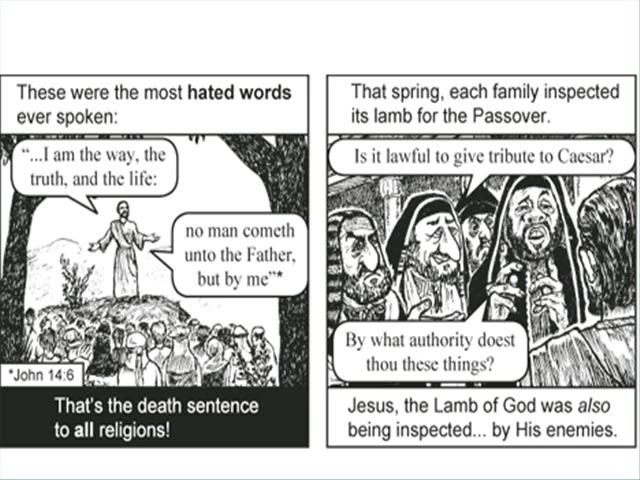 These were the most hated words
ever spoken:
"...I am the way, the
truth, and the life:
no man cometh
unto the Father,
but by me"*
*John 14:6
That's the death sentence
to all religions!
That spring, each family inspected
its lamb for the Passover.
Is it lawful to give tribute to Caesar?
By what authority doest
thou these things?
Jesus, the Lamb of God was also
being inspected... by His enemies.